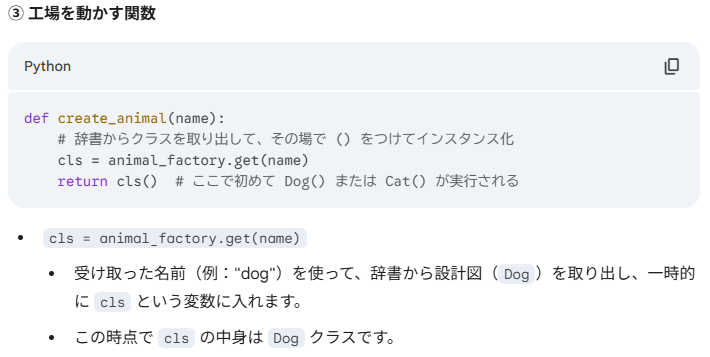 ③ 工場を動かす関数
Python
def create_animal(name):
    # 辞書からクラスを取り出して、その場で () をつけてインスタンス化
    cls = animal_factory.get(name)
    return cls()  # ここで初めて Dog() または Cat() が実行される
• cls = animal_factory.get(name)
• 受け取った名前（例："dog"）を使って、辞書から設計図（Dog）を取り出し、一時的
に cls という変数に入れます。
• この時点で cls の中身は Dog クラスです。